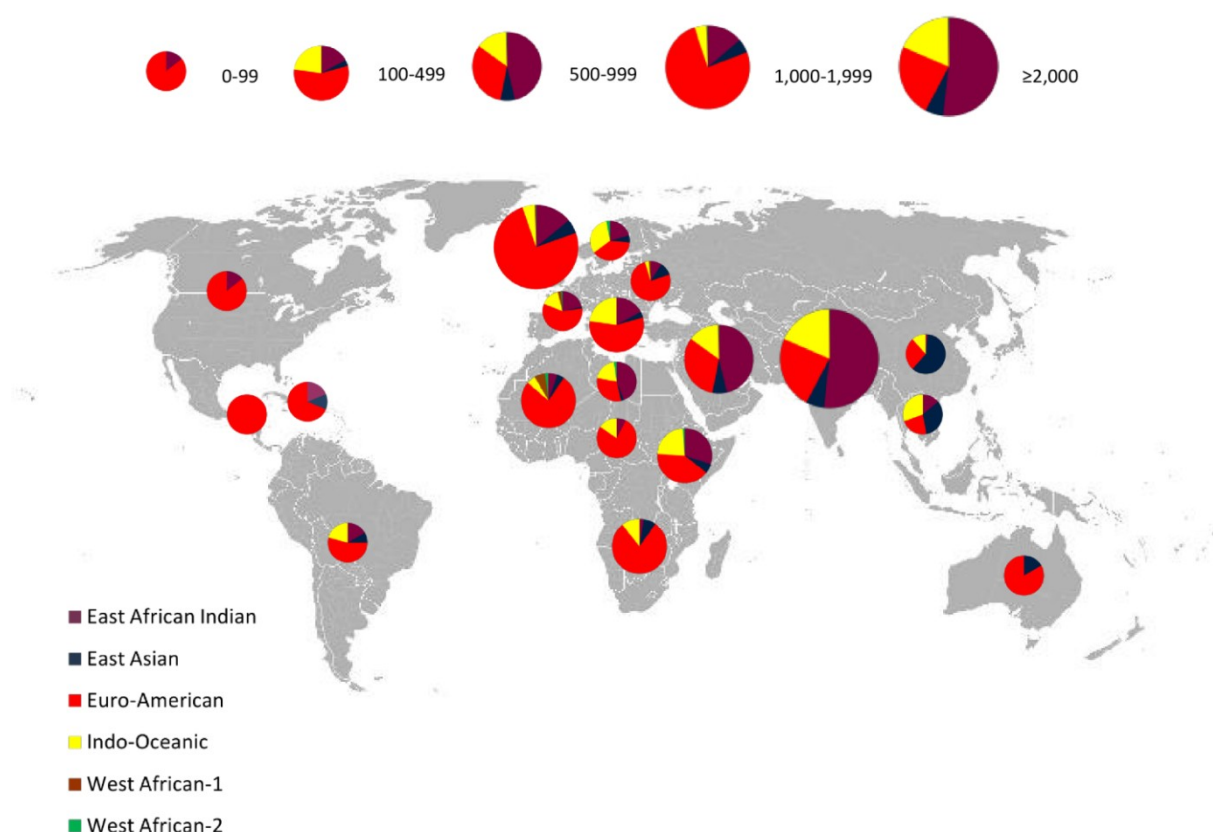 0-99
100-499
500-999
1,000-1,999
≥2,000
East African Indian
East Asian
Euro-American
Indo-Oceanic
West African-1
West African-2